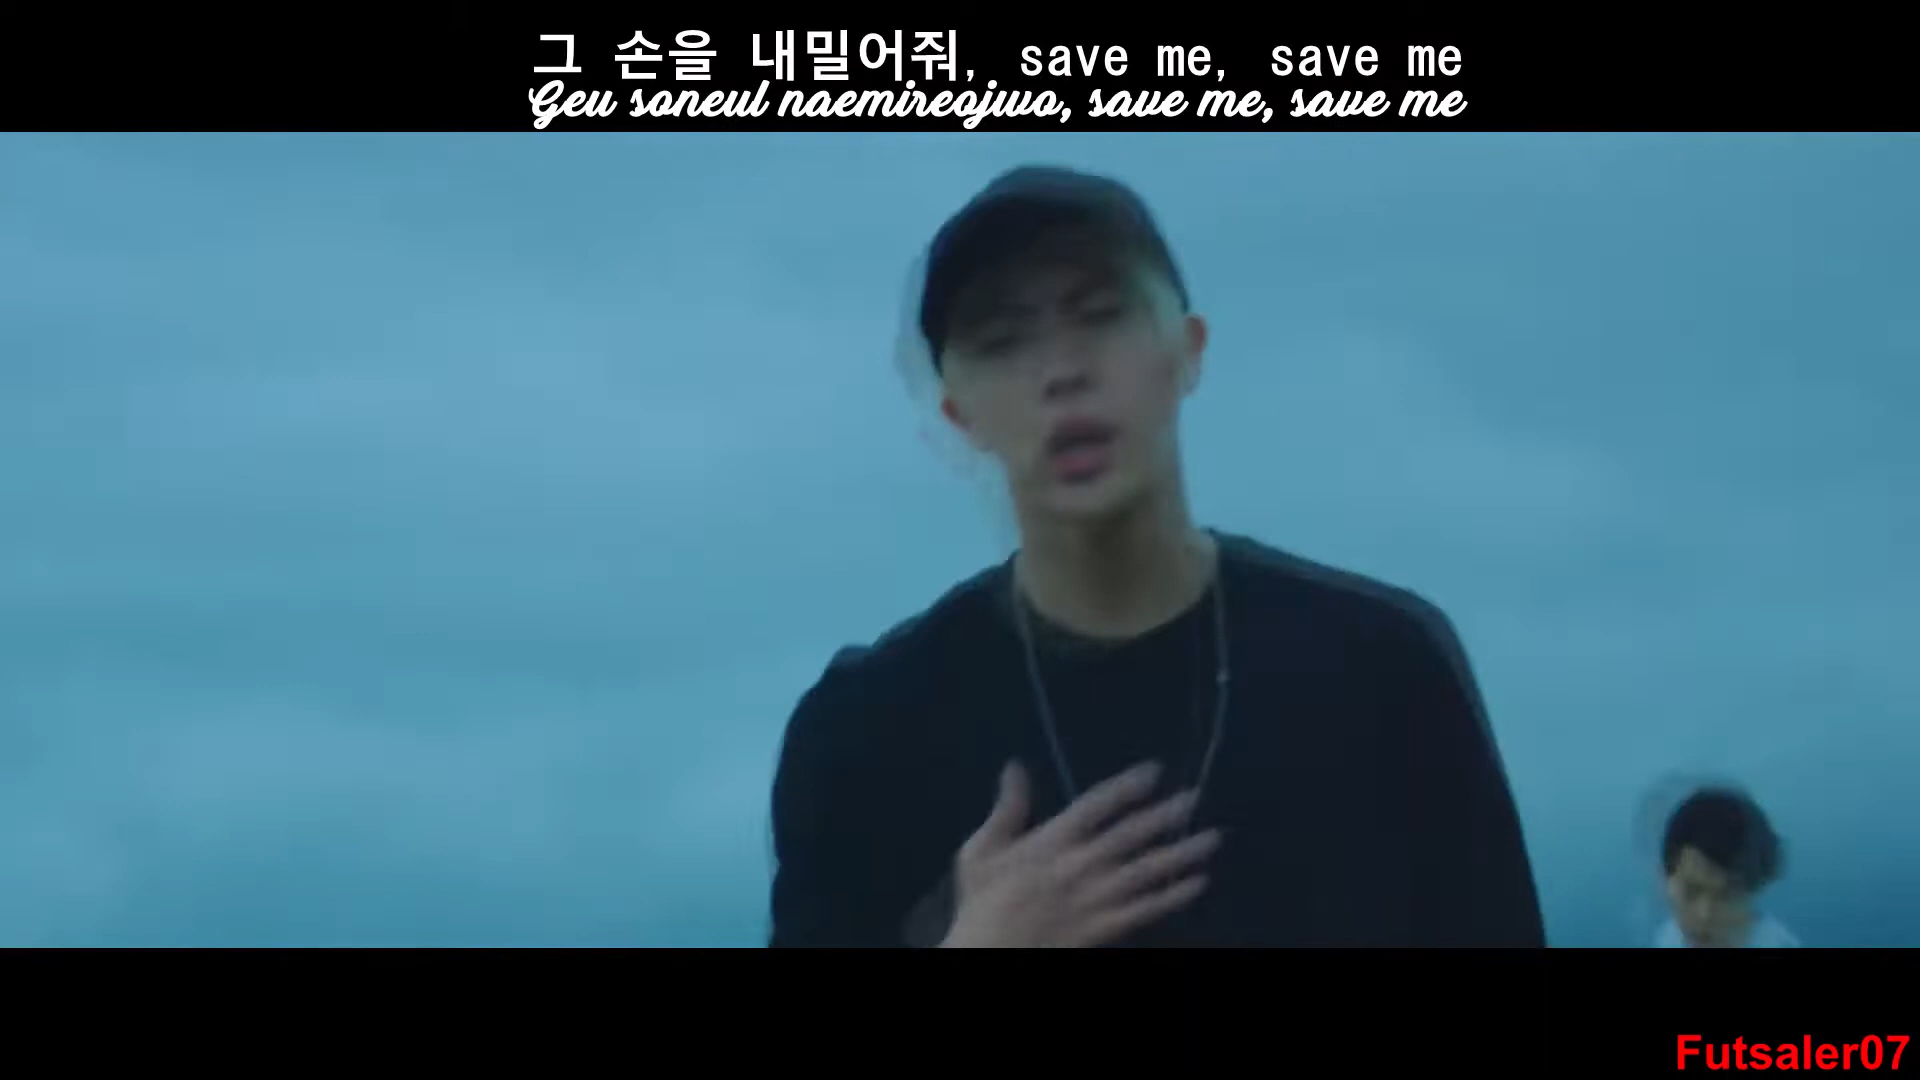 그 손을 내밀어줘, save me, save me
Geu soneul naemireojwo, save me, save me
Futsaler07